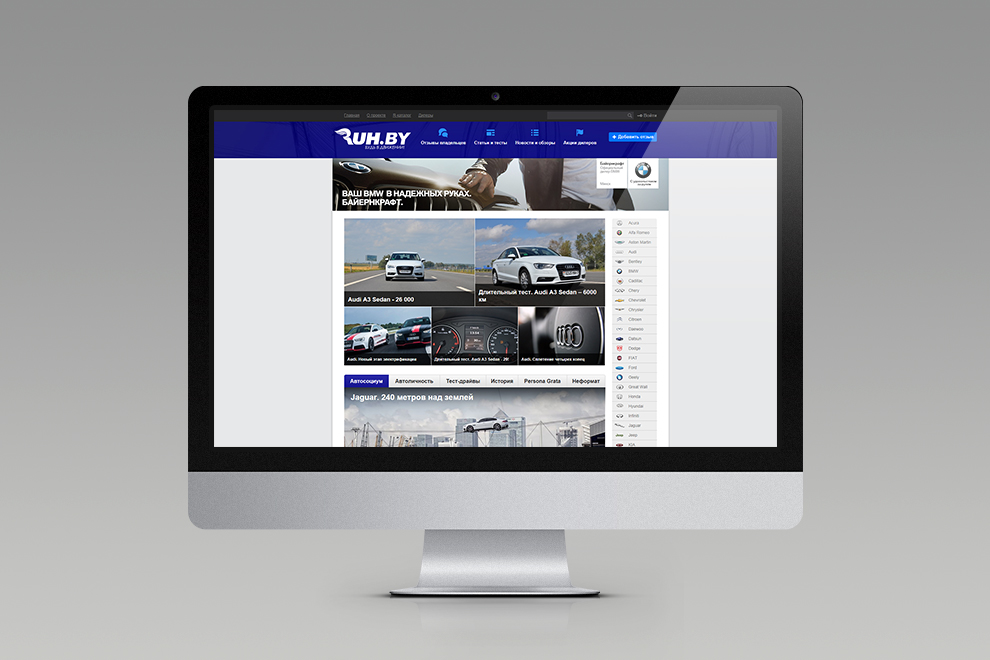 Главная О проекте В каталог Дилеры
Войти
RUH.BY
БУДЬ В ДВИЖЕНИИ!
Отзывы владельцев Статьи и тесты Новости и обзоры Акции дилеров
Добавить отзыв
ВАШ BMW В НАДЕЖНЫХ РУКАХ.
БАЙЕРНКРАФТ.
Байернкрафт
Audi A3 Sedan - 26 000
Длительный тест. Audi A3 Sedan – 6000
км
Audi. Новый этап электрификации
Длительный тест. Audi A3 Sedan - 29
Audi. Сплетение четырех колец
Автосоциум Автоличность Тест-драйвы История Persona Grata Неформат
Jaguar. 240 метров над землей
Acura
Alfa Romeo
Aston Martin
Audi
Bentley
BMW
Cadillac
Chery
Chevrolet
Chrysler
Citroen
Daewoo
Datsun
Dodge
FIAT
Ford
Geely
Great Wall
Honda
Hyundai
Infiniti
Jaguar
Jeep
KIA